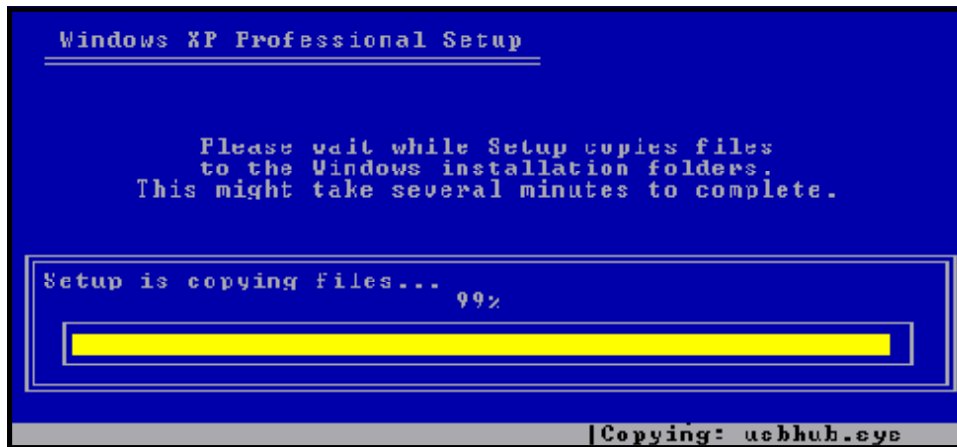 Windows XP Professional Setup
Please wait while Setup copies files
to the Windows installation folders.
This might take several minutes to complete.
Setup is copying files...
99%
|Copying: usbhub.sys